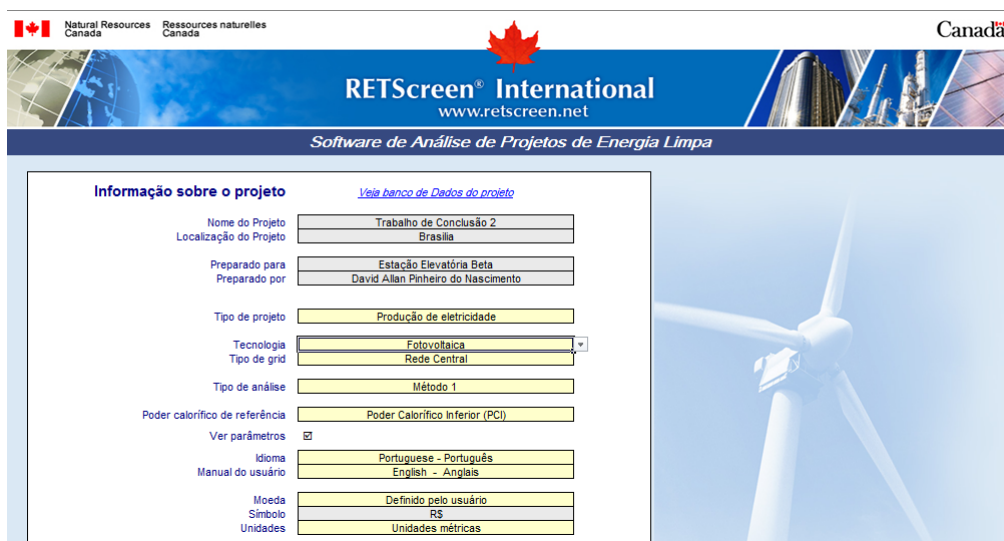 Natural Resources Canada
Ressources naturelles Canada
Canada
RETScreen® International
www.retscreen.net
Software de Análise de Projetos de Energia Limpa
Informação sobre o projeto Veja banco de Dados do projeto
Nome do Projeto Trabalho de Conclusão 2
Localização do Projeto Brasilia
Preparado para Estação Elevatória Beta
Preparado por David Allan Pinheiro do Nascimento
Tipo de projeto Produção de eletricidade
Tecnologia Fotovoltaica
Tipo de grid Rede Central
Tipo de análise Método 1
Poder calorífico de referência Poder Calorífico Inferior (PCI)
Ver parâmetros
Idioma Portuguese - Português
Manual do usuário English - Anglais
Moeda Definido pelo usuário
Símbolo R$
Unidades Unidades métricas